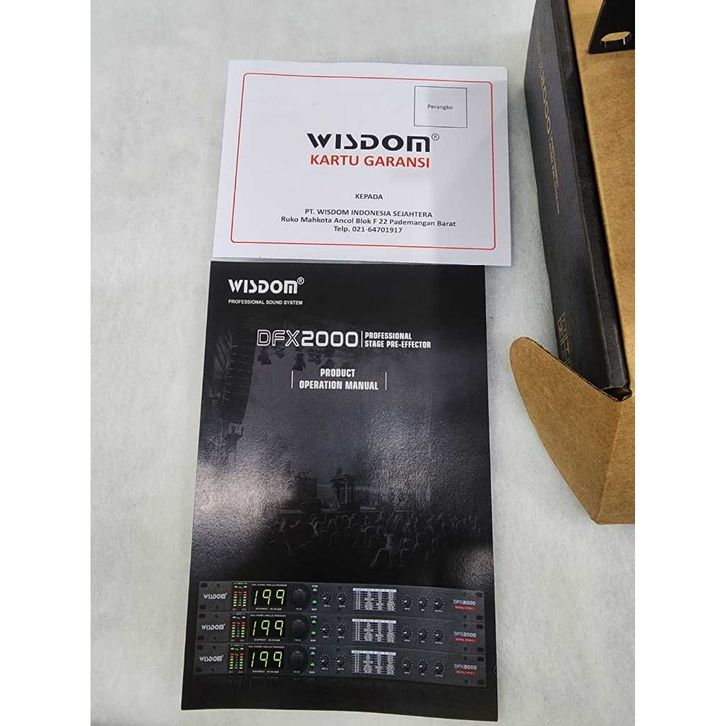 Perangko
WISDOM®
KARTU GARANSI
KEPADA
PT. WISDOM INDONESIA SEJAHTERA
Ruko Mahkota Ancol Blok F 22 Pademangan Barat
Telp. 021-64701917
WISDOM®
PROFESSIONAL SOUND SYSTEM
DFX2000 PROFESSIONAL
STAGE PRE-EFFECTOR
PRODUCT
OPERATION MANUAL
WISDOM 199 DFX2000
WISDOM 199 DFX2000
WISDOM 199 DFX2000